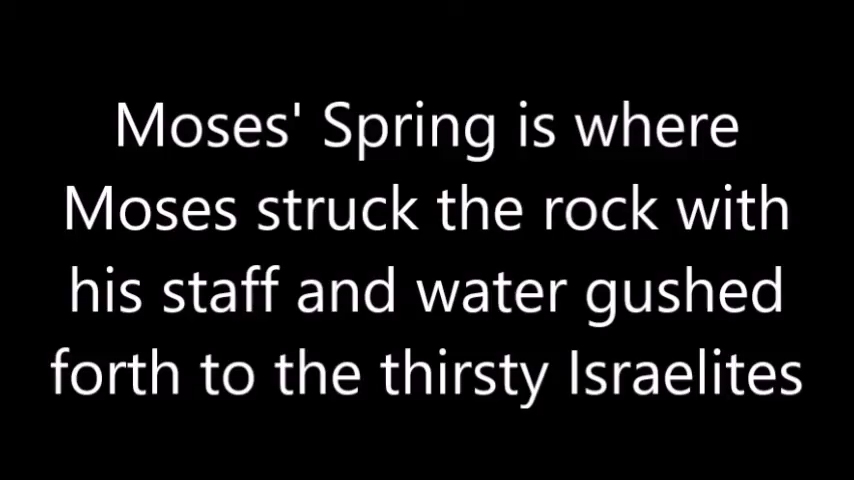 Moses' Spring is where
Moses struck the rock with
his staff and water gushed
forth to the thirsty Israelites